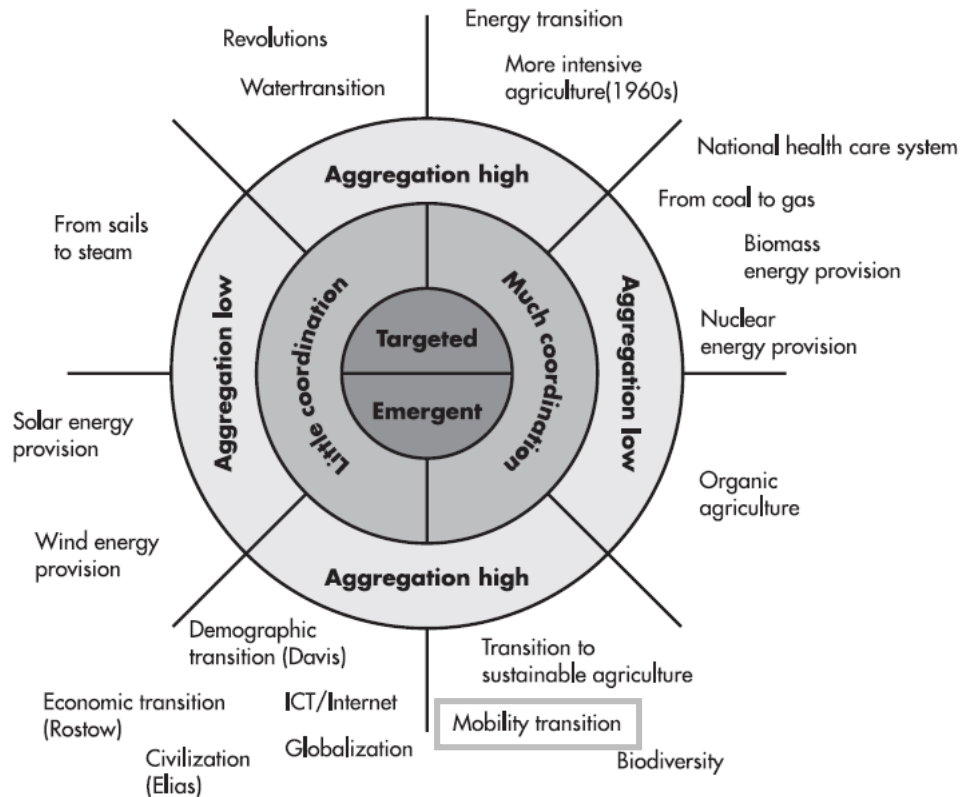 Energy transition
Revolutions
More intensive
agriculture(1960s)
Watertransition
National health care system
Aggregation high
From coal to gas
From sails
to steam
Biomass
energy provision
Aggregation low
Little coordination
Much coordination
Aggregation low
Targeted
Nuclear
energy provision
Emergent
Solar energy
provision
Organic
agriculture
Wind energy
provision
Aggregation high
Demographic
transition (Davis)
Transition to
sustainable agriculture
Economic transition
(Rostow)
ICT/Internet
Mobility transition
Globalization
Civilization
(Elias)
Biodiversity